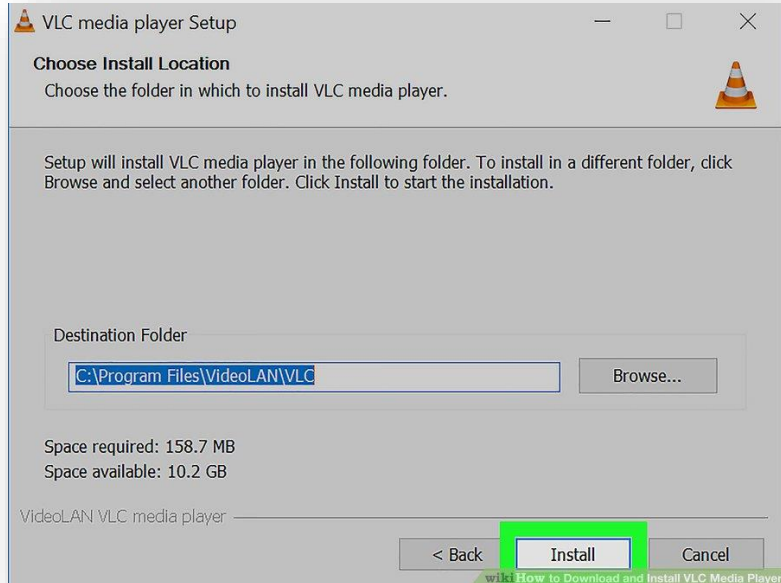 VLC media player Setup
Choose Install Location
Choose the folder in which to install VLC media player.
Setup will install VLC media player in the following folder. To install in a different folder, click
Browse and select another folder. Click Install to start the installation.
Destination Folder
C:\Program Files\VideoLAN\VLC
Browse...
Space required: 158.7 MB
Space available: 10.2 GB
VideoLAN VLC media player
< Back
Install
Cancel
wikiHow to Download and Install VLC Media Player